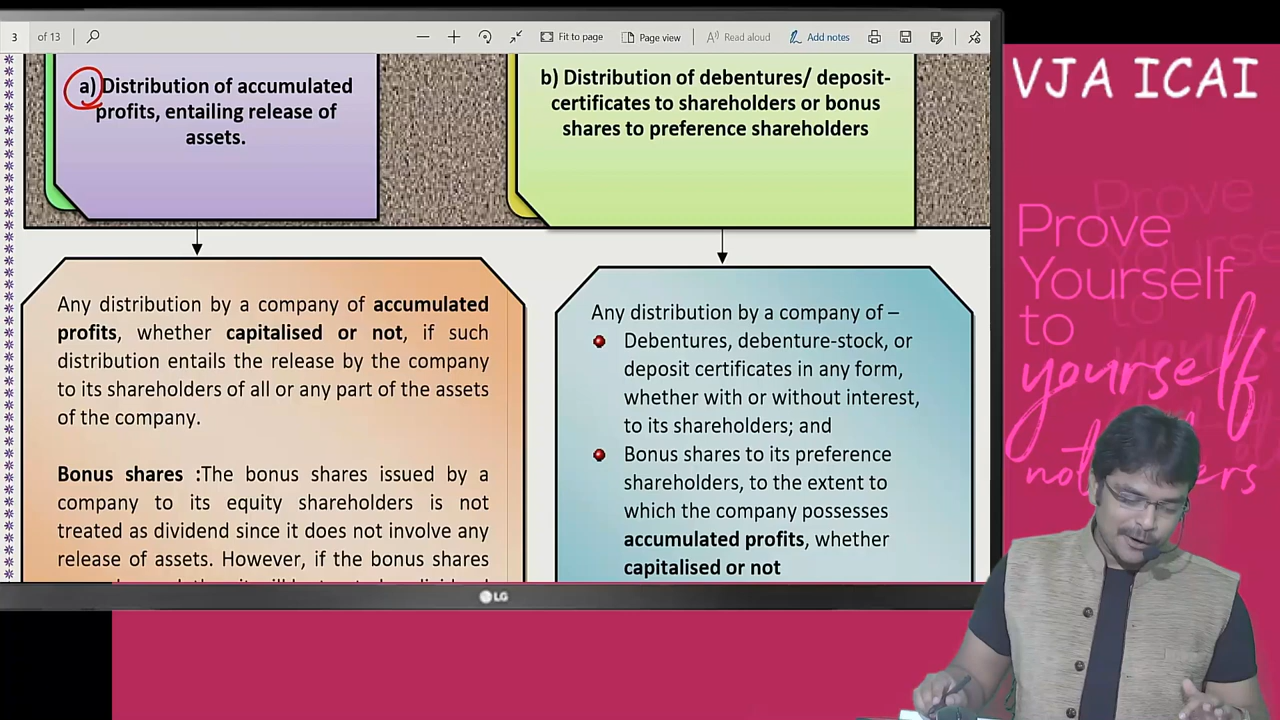 3 of 13
Fit to page
Page view
Read aloud
Add notes
VJA ICAI
a) Distribution of accumulated
profits, entailing release of
assets.
b) Distribution of debentures/ deposit-
certificates to shareholders or bonus
shares to preference shareholders
Any distribution by a company of accumulated
profits, whether capitalised or not, if such
distribution entails the release by the company
to its shareholders of all or any part of the assets
of the company.
Bonus shares :The bonus shares issued by a
company to its equity shareholders is not
treated as dividend since it does not involve any
release of assets. However, if the bonus shares
Any distribution by a company of –
Debentures, debenture-stock, or
deposit certificates in any form,
whether with or without interest,
to its shareholders; and
Bonus shares to its preference
shareholders, to the extent to
which the company possesses
accumulated profits, whether
capitalised or not
LG
Prove
Yourself
to
yourself
not